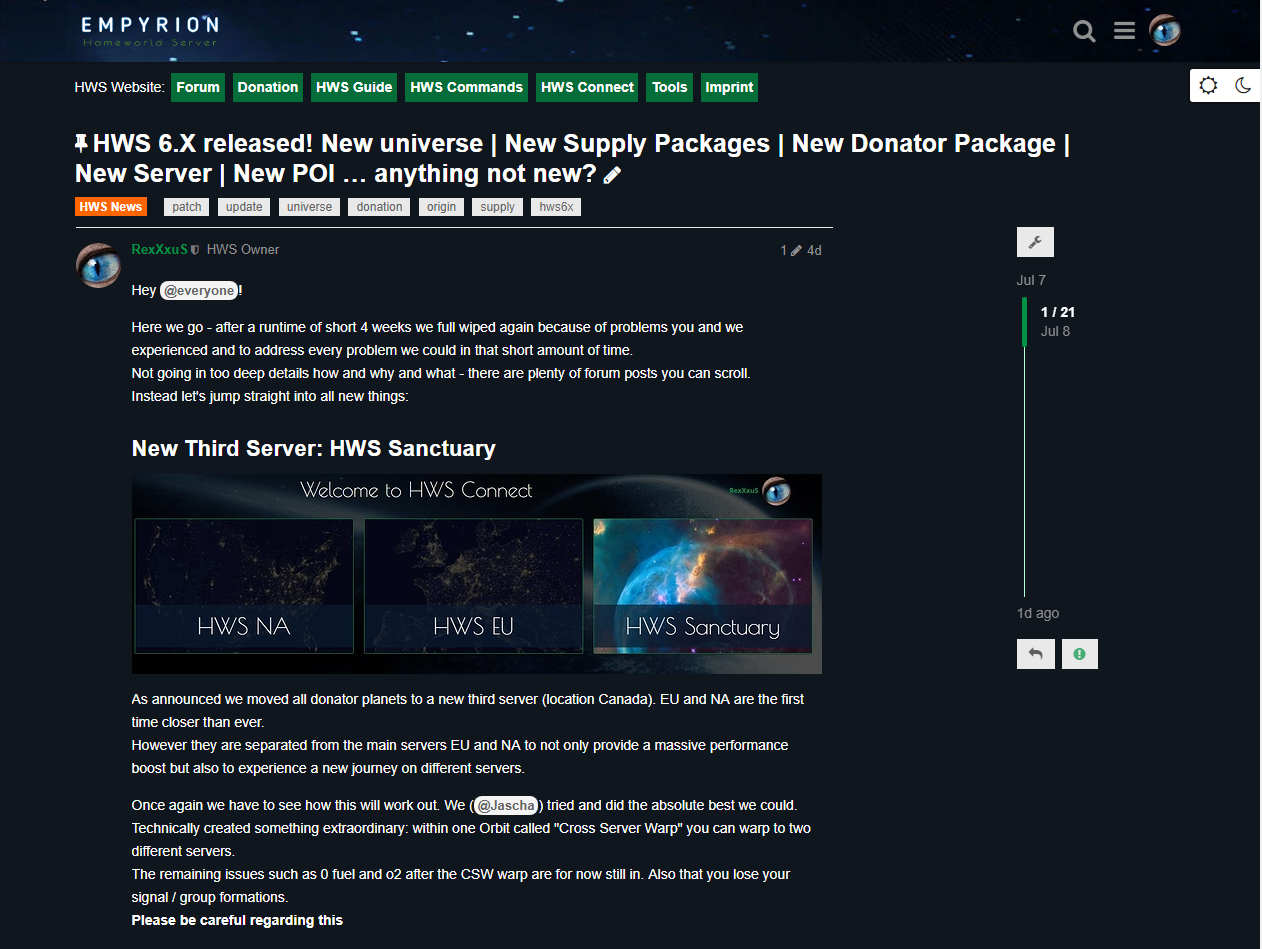 EMPYRION
Homeworld Server
HWS Website: Forum Donation HWS Guide HWS Commands HWS Connect Tools Imprint
HWS 6.X released! New universe | New Supply Packages | New Donator Package |
New Server | New POI … anything not new?
HWS News patch update universe donation origin supply hws6x
RexXxuS HWS Owner 1 4d
Hey @everyone!
Here we go - after a runtime of short 4 weeks we full wiped again because of problems you and we
experienced and to address every problem we could in that short amount of time.
Not going in too deep details how and why and what - there are plenty of forum posts you can scroll.
Instead let's jump straight into all new things:
New Third Server: HWS Sanctuary
Welcome to HWS Connect
RexXxuS
HWS NA
HWS EU
HWS Sanctuary
As announced we moved all donator planets to a new third server (location Canada). EU and NA are the first
time closer than ever.
However they are separated from the main servers EU and NA to not only provide a massive performance
boost but also to experience a new journey on different servers.
Once again we have to see how this will work out. We (@Jascha) tried and did the absolute best we could.
Technically created something extraordinary: within one Orbit called "Cross Server Warp" you can warp to two
different servers.
The remaining issues such as 0 fuel and o2 after the CSW warp are for now still in. Also that you lose your
signal / group formations.
Please be careful regarding this
Jul 7
1 / 21
Jul 8
1d ago